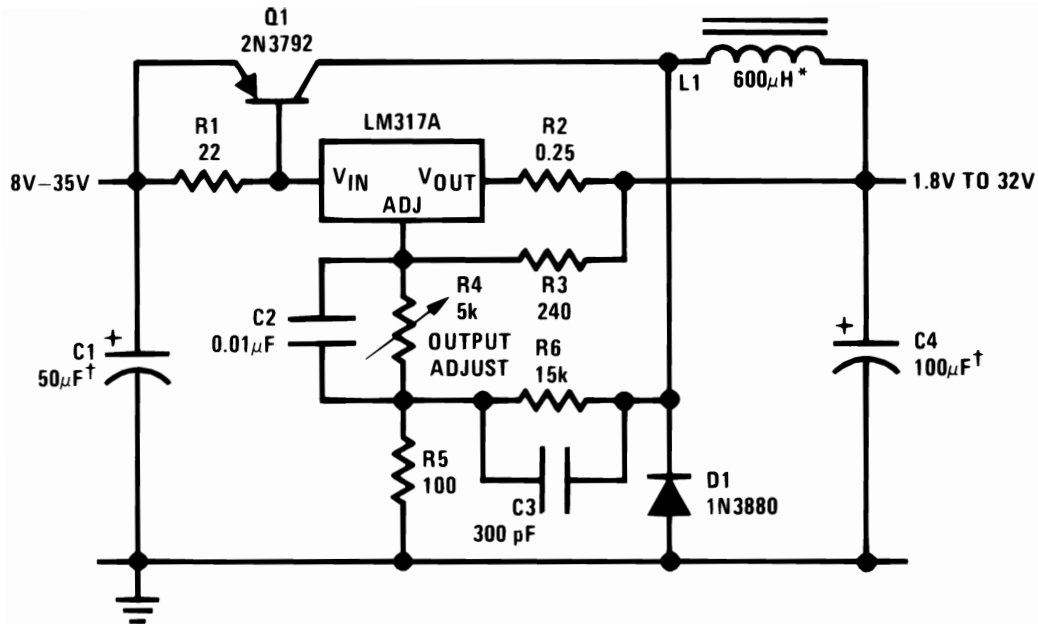 Q1
2N3792
L1
600μH*
R1
22
LM317A
R2
0.25
8V–35V
VIN
VOUT
ADJ
1.8V TO 32V
R4
5k
R3
240
C2
0.01μF
OUTPUT
ADJUST
R6
15k
+
C1
50μF†
+
C4
100μF†
R5
100
C3
300 pF
D1
1N3880